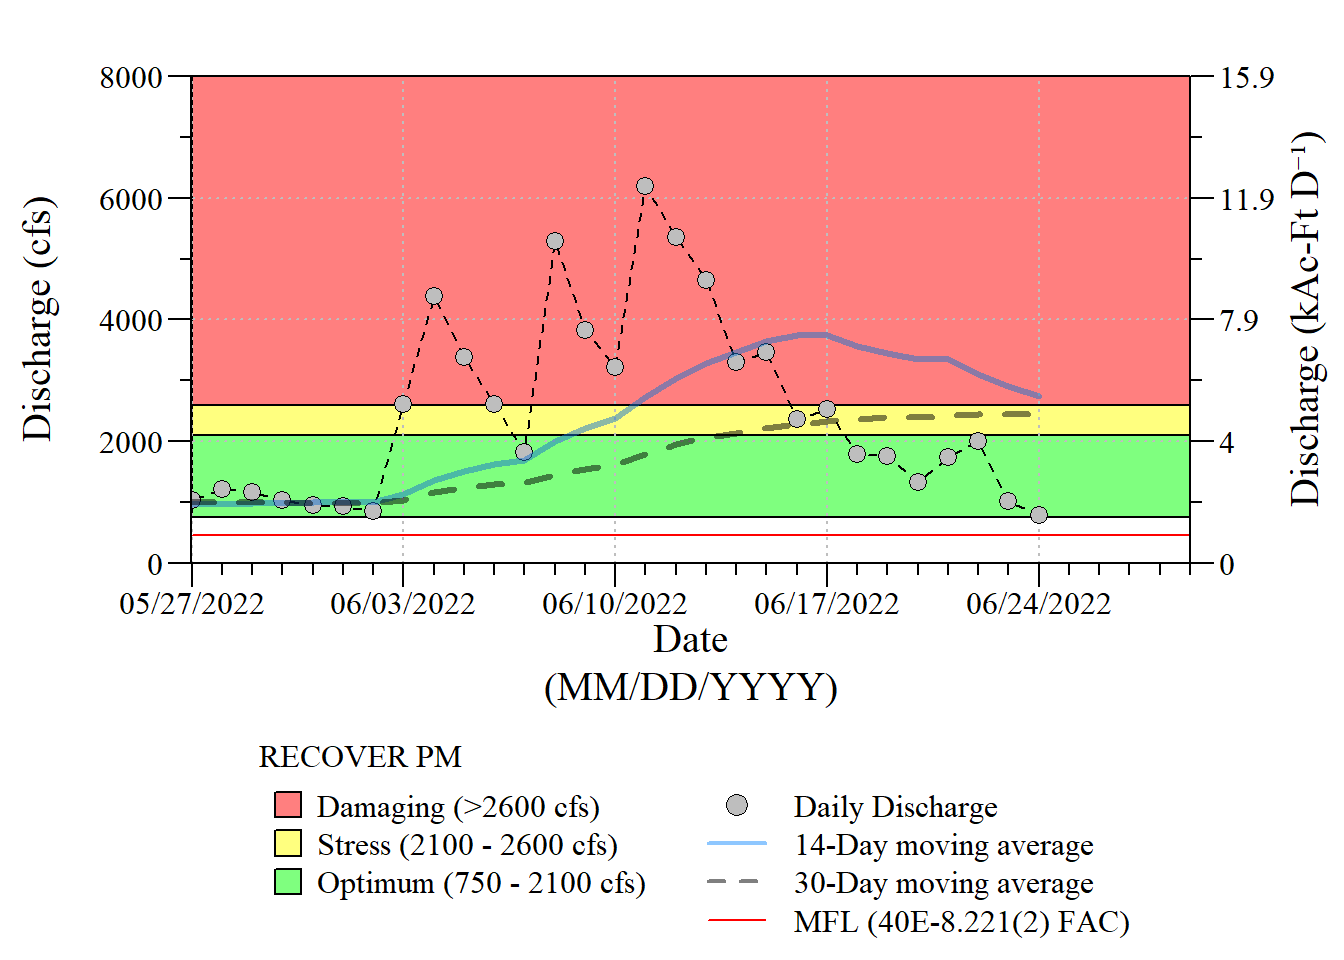 8000
6000
4000
2000
0
Discharge (cfs)
15.9
11.9
7.9
4
0
Discharge (kAc-Ft D⁻¹)
05/27/2022 06/03/2022 06/10/2022 06/17/2022 06/24/2022
Date
(MM/DD/YYYY)
RECOVER PM
Damaging (>2600 cfs)
Stress (2100 - 2600 cfs)
Optimum (750 - 2100 cfs)
Daily Discharge
14-Day moving average
30-Day moving average
MFL (40E-8.221(2) FAC)